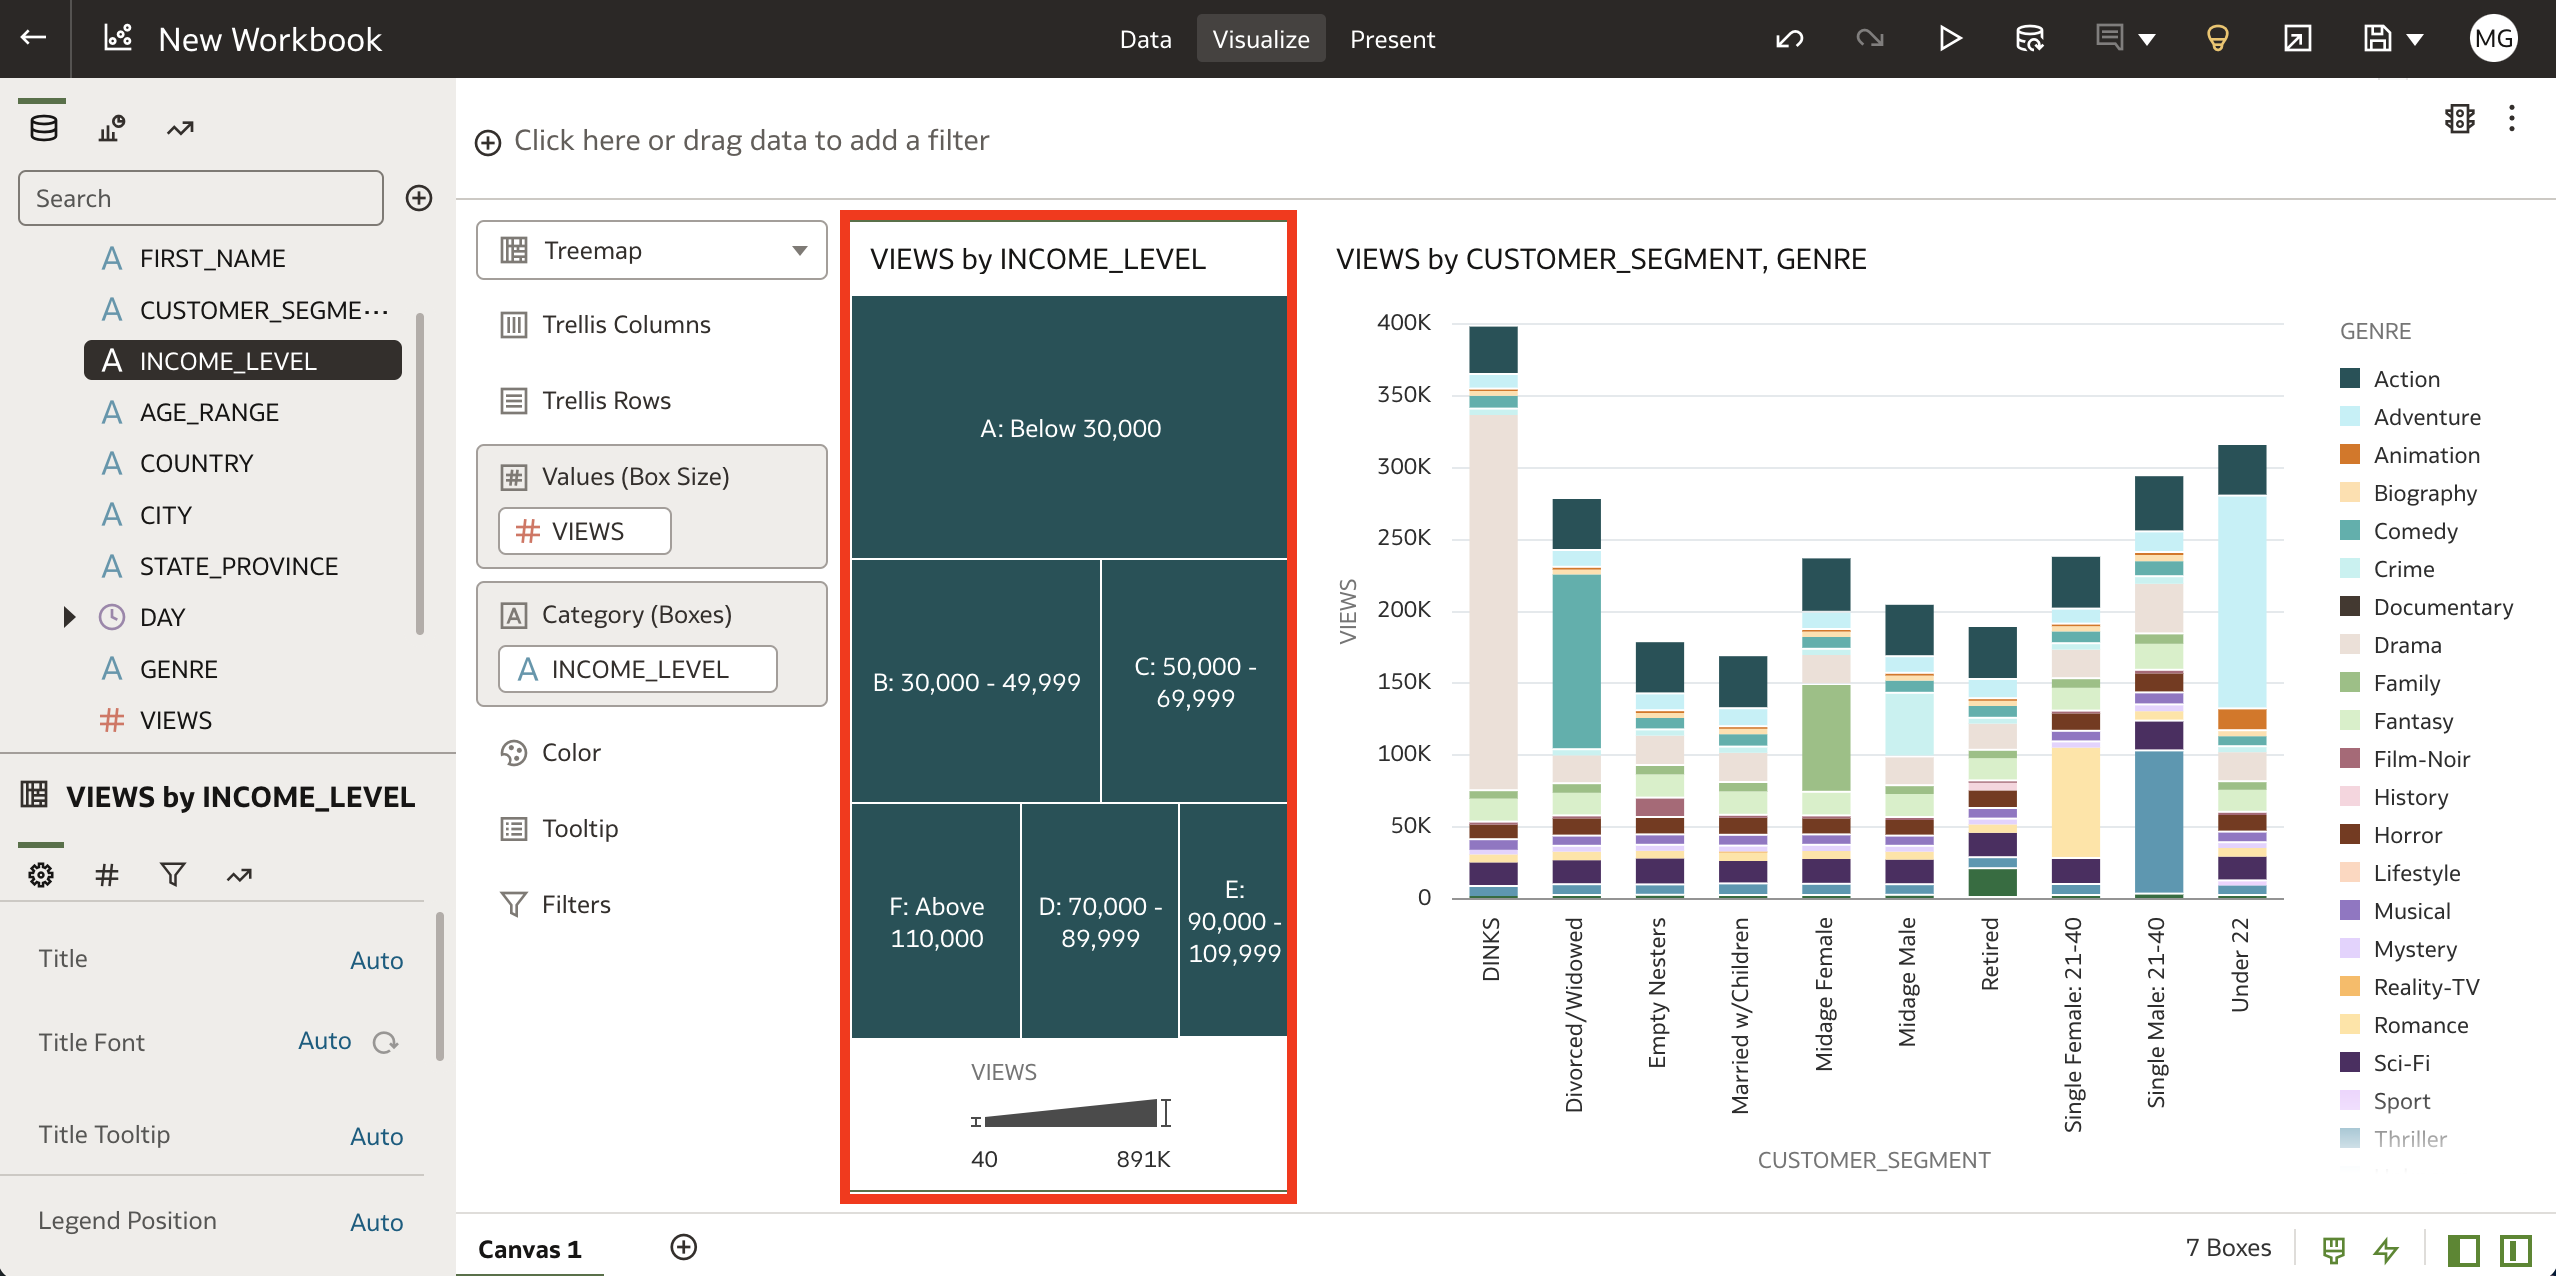 New Workbook
Data
Visualize
Present
MG
Click here or drag data to add a filter
Search
FIRST_NAME
CUSTOMER_SEGME···
INCOME_LEVEL
AGE_RANGE
COUNTRY
CITY
STATE_PROVINCE
DAY
GENRE
VIEWS
VIEWS by INCOME_LEVEL
Title
Auto
Title Font
Auto
Title Tooltip
Auto
Legend Position
Auto
Treemap
Trellis Columns
Trellis Rows
Values (Box Size)
VIEWS
Category (Boxes)
INCOME_LEVEL
Color
Tooltip
Filters
VIEWS by INCOME_LEVEL
A: Below 30,000
B: 30,000 - 49,999
C: 50,000 -
69,999
F: Above
110,000
D: 70,000 -
89,999
E:
90,000 -
109,999
VIEWS
40
891K
VIEWS by CUSTOMER_SEGMENT, GENRE
VIEWS
400K
350K
300K
250K
200K
150K
100K
50K
0
DINKS
Divorced/Widowed
Empty Nesters
Married w/Children
Midage Female
Midage Male
Retired
Single Female: 21-40
Single Male: 21-40
Under 22
CUSTOMER_SEGMENT
GENRE
Action
Adventure
Animation
Biography
Comedy
Crime
Documentary
Drama
Family
Fantasy
Film-Noir
History
Horror
Lifestyle
Musical
Mystery
Reality-TV
Romance
Sci-Fi
Sport
Thriller
Canvas 1
7 Boxes